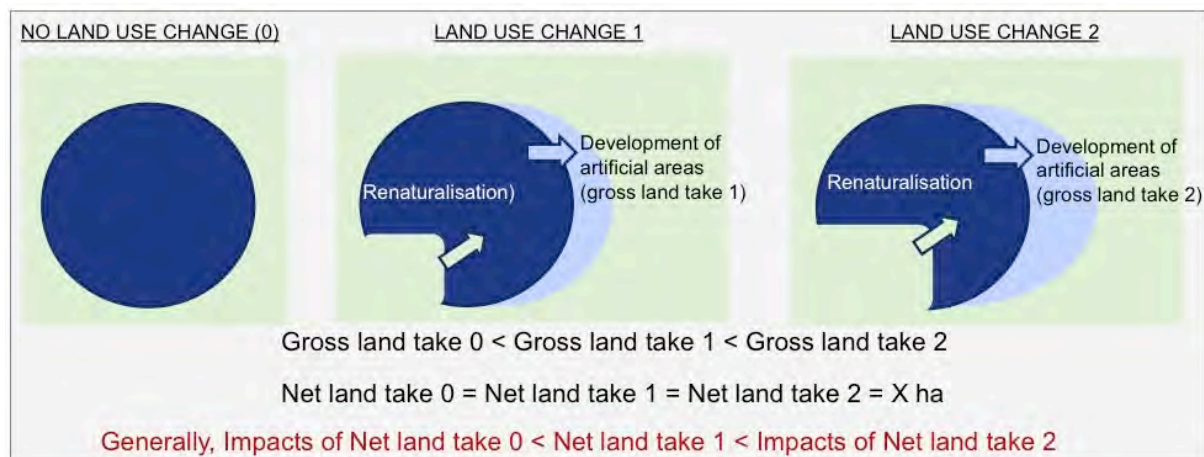 NO LAND USE CHANGE (0)
LAND USE CHANGE 1
LAND USE CHANGE 2
Renaturalisation)
Development of
artificial areas
(gross land take 1)
Renaturalisation
Development of
artificial areas
(gross land take 2)
Gross land take 0 < Gross land take 1 < Gross land take 2
Net land take 0 = Net land take 1 = Net land take 2 = X ha
Generally, Impacts of Net land take 0 < Net land take 1 < Impacts of Net land take 2